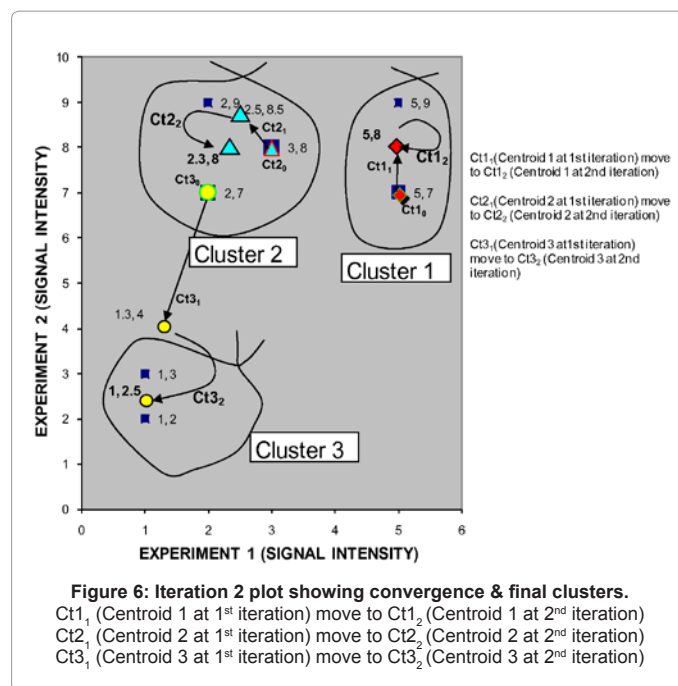 10
9
8
7
6
5
4
3
2
1
0
EXPERIMENT 2 (SIGNAL INTENSITY)
2, 9
2.5, 8.5
Ct2₂
Ct2₁
3, 8
2.3, 8
Ct2₀
Ct3₀
2, 7
Cluster 2
5, 9
5,8
Ct1₂
Ct1₁
5, 7
Ct1₀
Cluster 1
Ct3₁
1.3, 4
1, 3
1, 2.5
Ct3₂
1, 2
Cluster 3
0 1 2 3 4 5 6
EXPERIMENT 1 (SIGNAL INTENSITY)
Ct1₁(Centroid 1 at 1st iteration) move
to Ct1₂ (Centroid 1 at 2nd iteration)
Ct2₁(Centroid 2 at 1st iteration) move
to Ct2₂ (Centroid 2 at 2nd iteration)
Ct3₁(Centroid 3 at1st iteration)
move to Ct3₂ (Centroid 3 at 2nd
iteration)
Figure 6: Iteration 2 plot showing convergence & final clusters.
Ct1₁ (Centroid 1 at 1st iteration) move to Ct1₂ (Centroid 1 at 2nd iteration)
Ct2₁ (Centroid 2 at 1st iteration) move to Ct2₂ (Centroid 2 at 2nd iteration)
Ct3₁ (Centroid 3 at 1st iteration) move to Ct3₂ (Centroid 3 at 2nd iteration)